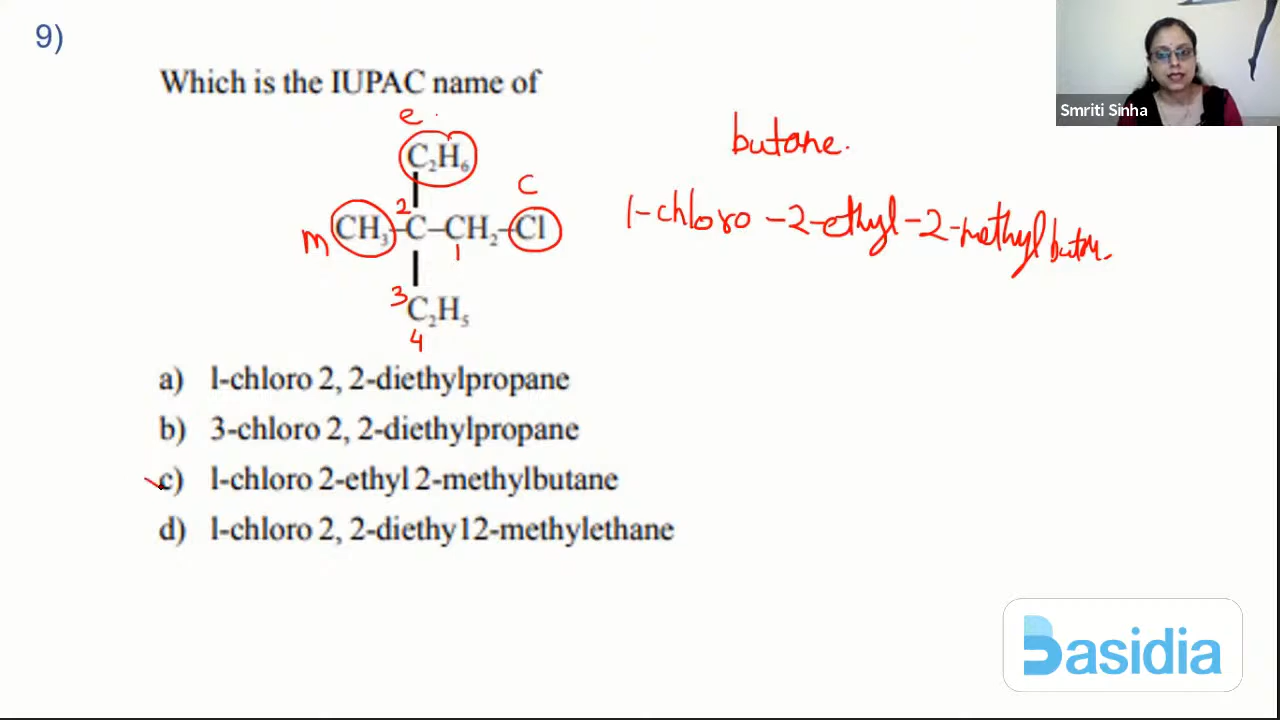 9)
Smriti Sinha
Which is the IUPAC name of
e
butane.
C₂H₆
C
1-chloro-2-ethyl-2-methyl butan.
2
m CH₃-C-CH₂-Cl
1
3
C₂H₅
4
a) l-chloro 2, 2-diethylpropane
b) 3-chloro 2, 2-diethylpropane
c) l-chloro 2-ethyl 2-methylbutane
d) l-chloro 2, 2-diethy12-methylethane
Basidia